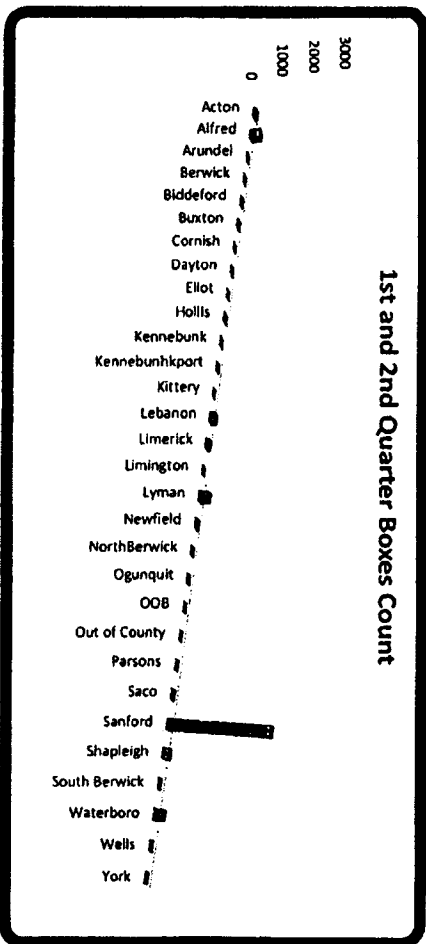 1st and 2nd Quarter Boxes Count
3000
2000
1000
0
Acton
Alfred
Arundel
Berwick
Biddeford
Buxton
Cornish
Dayton
Eliot
Hollis
Kennebunk
Kennebunhkport
Kittery
Lebanon
Limerick
Limington
Lyman
Newfield
NorthBerwick
Ogunquit
OOB
Out of County
Parsons
Saco
Sanford
Shapleigh
South Berwick
Waterboro
Wells
York